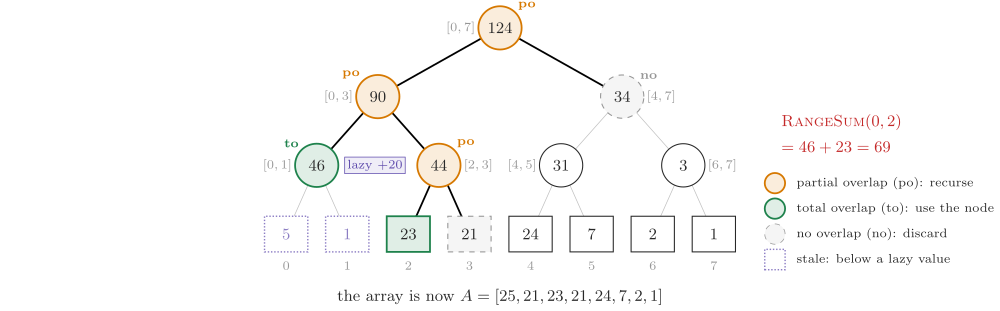 po
[0, 7] 124
po no
[0, 3] 90 34 [4, 7]
RANGESUM(0, 2)
= 46 + 23 = 69
to po
[0, 1] 46 lazy +20 44 [2, 3] [4, 5] 31 3 [6, 7]
partial overlap (po): recurse
total overlap (to): use the node
5 1 23 21 24 7 2 1
no overlap (no): discard
stale: below a lazy value
0 1 2 3 4 5 6 7
the array is now A = [25, 21, 23, 21, 24, 7, 2, 1]